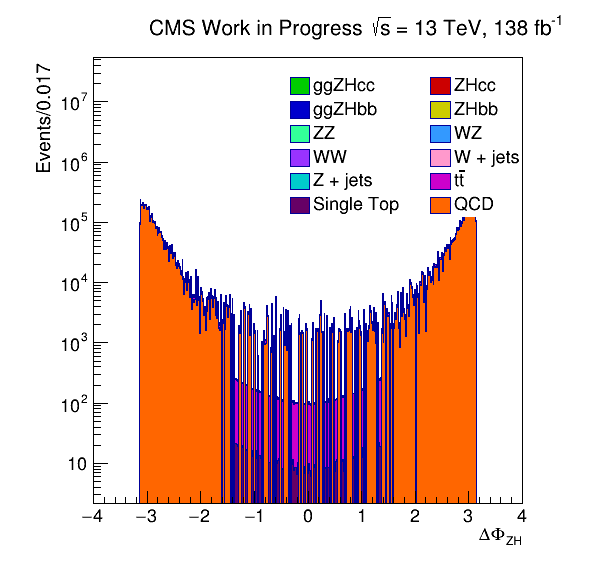 CMS Work in Progress √s = 13 TeV, 138 fb⁻¹
Events/0.017
10⁷
10⁶
10⁵
10⁴
10³
10²
10
ggZHcc ZHcc
ggZHbb ZHbb
ZZ WZ
WW W + jets
Z + jets tt̄
Single Top QCD
−4 −3 −2 −1 0 1 2 3 4
ΔΦ_ZH